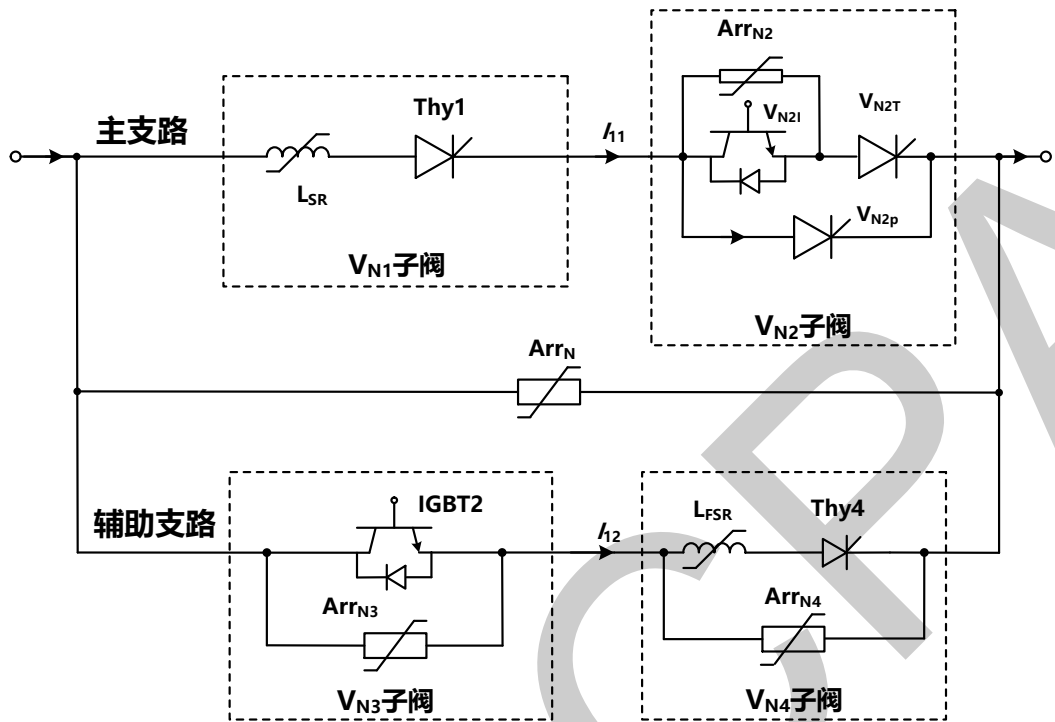 Arr_N2
Thy1
V_N2I
V_N2T
主支路
I_11
L_SR
V_N2p
V_N1子阀
V_N2子阀
Arr_N
辅助支路
IGBT2
I_12
L_FSR
Thy4
Arr_N3
Arr_N4
V_N3子阀
V_N4子阀